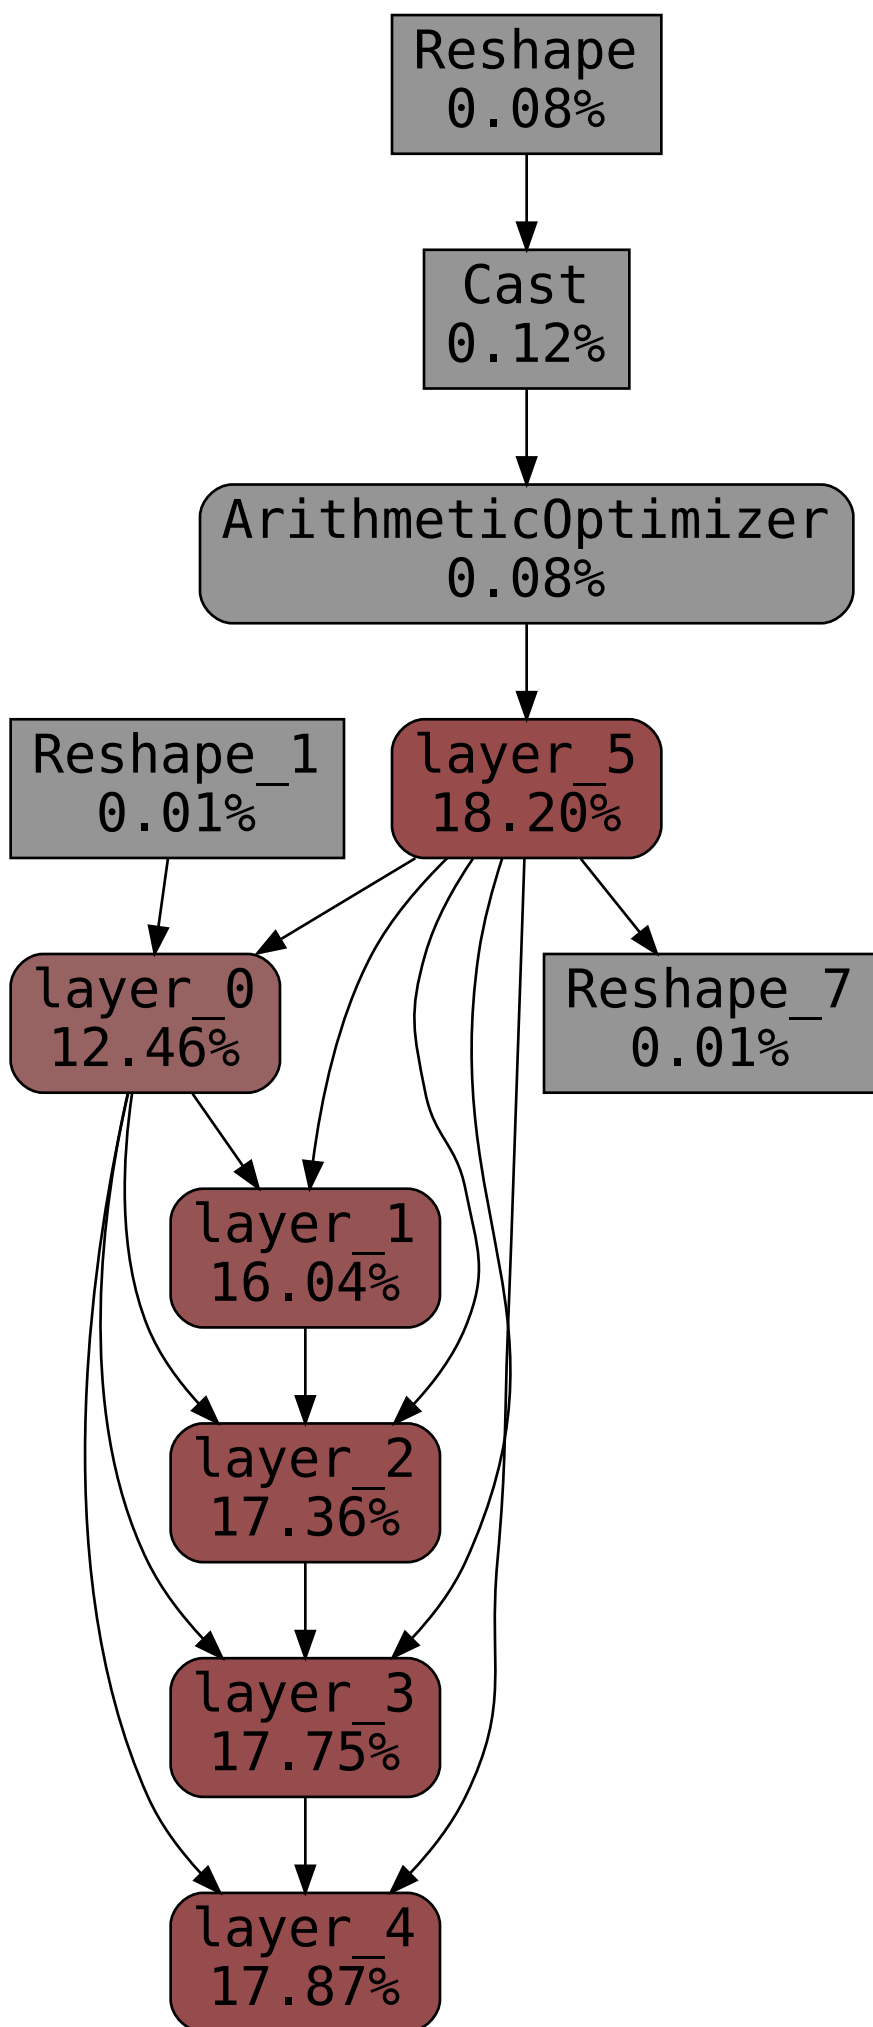 Reshape
0.08%
Cast
0.12%
ArithmeticOptimizer
0.08%
Reshape_1
0.01%
layer_5
18.20%
layer_0
12.46%
Reshape_7
0.01%
layer_1
16.04%
layer_2
17.36%
layer_3
17.75%
layer_4
17.87%